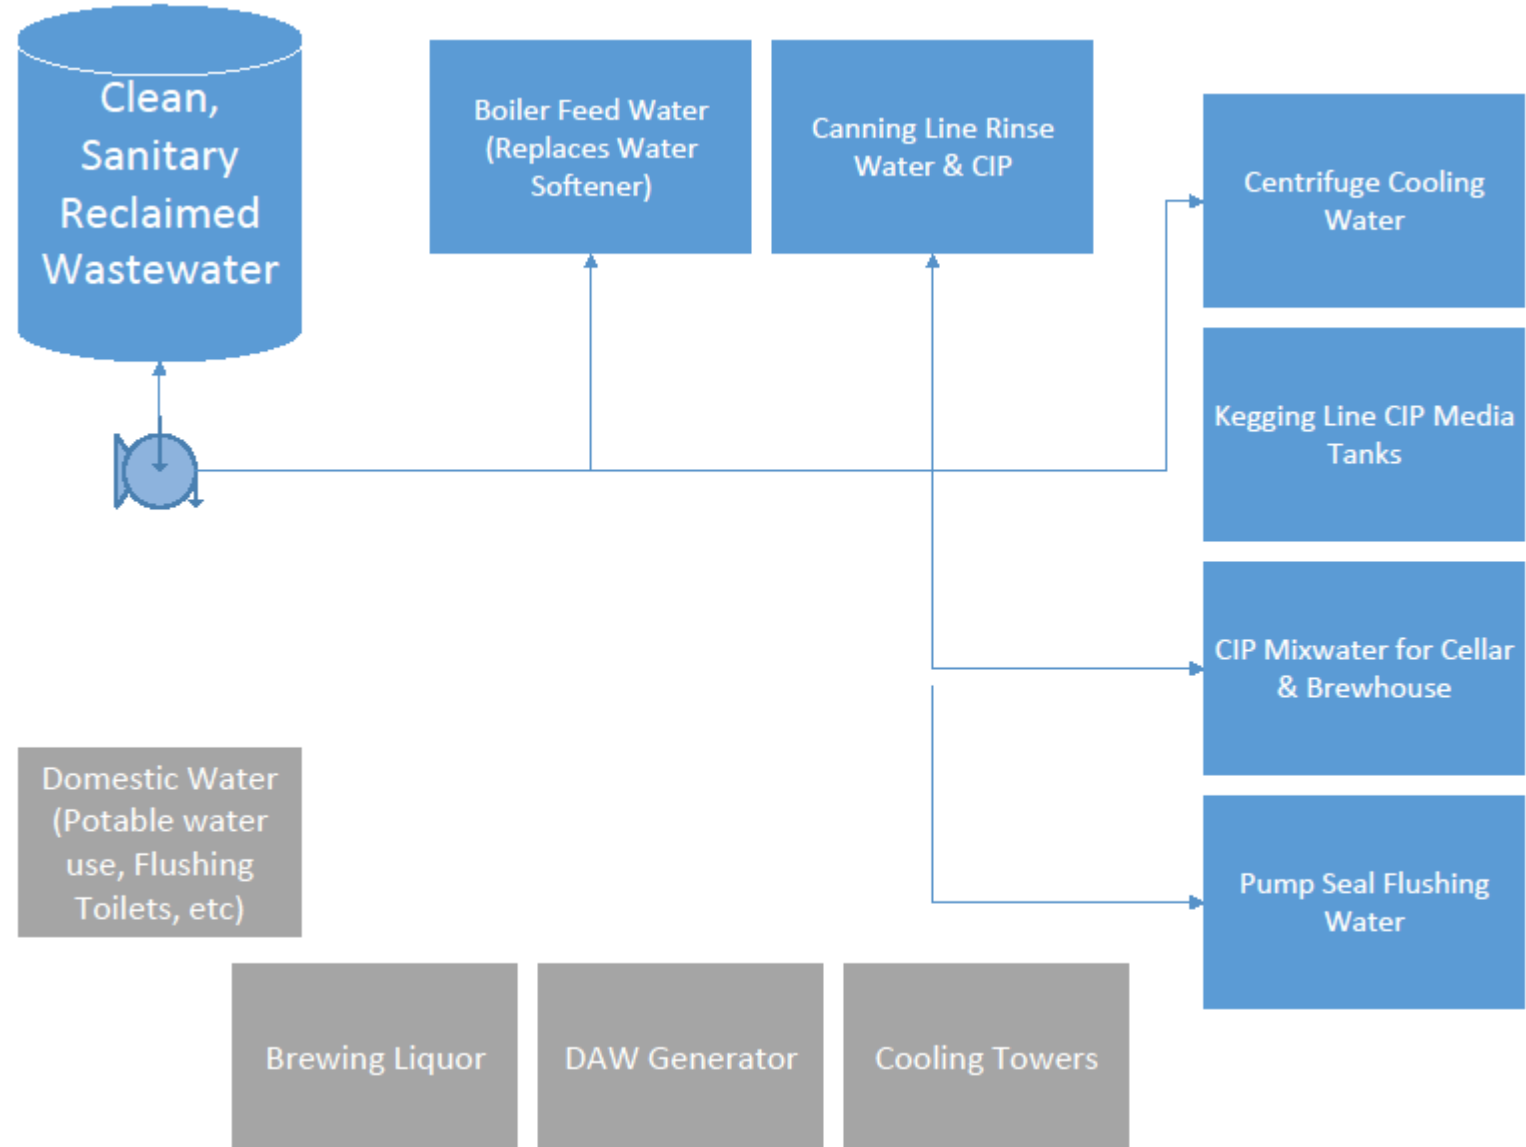 Clean,
Sanitary
Reclaimed
Wastewater
Boiler Feed Water
(Replaces Water
Softener)
Canning Line Rinse
Water & CIP
Centrifuge Cooling
Water
Kegging Line CIP Media
Tanks
CIP Mixwater for Cellar
& Brewhouse
Pump Seal Flushing
Water
Domestic Water
(Potable water
use, Flushing
Toilets, etc)
Brewing Liquor
DAW Generator
Cooling Towers